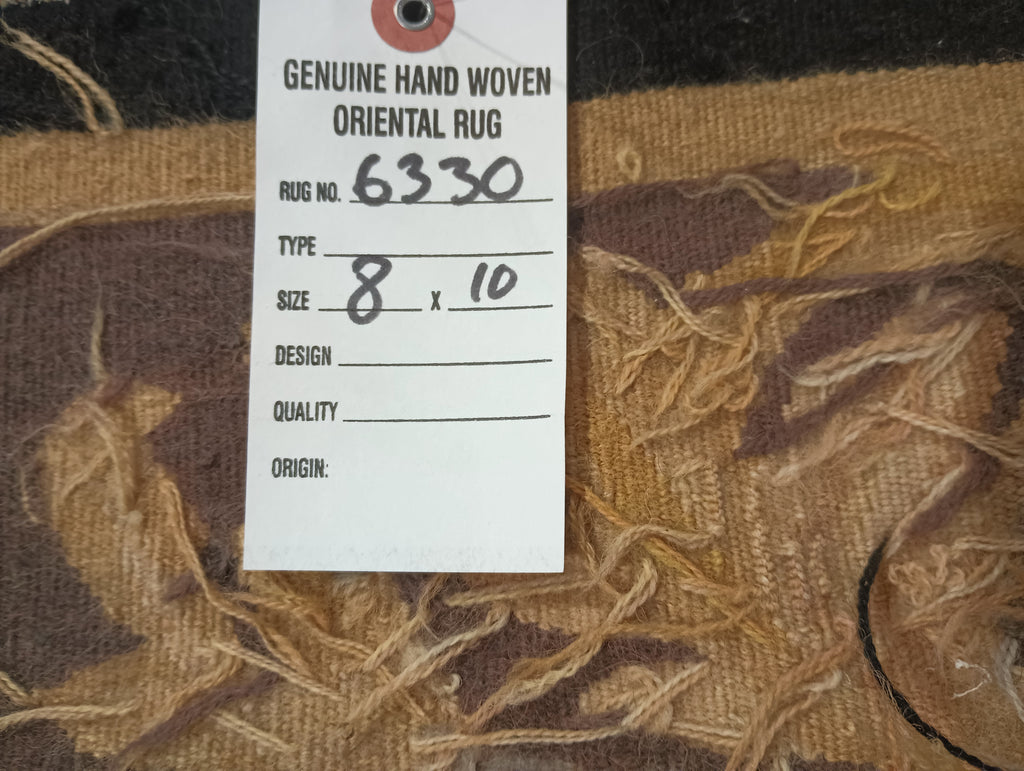 GENUINE HAND WOVEN
ORIENTAL RUG
RUG NO. 6330
TYPE
SIZE 8 X 10
DESIGN
QUALITY
ORIGIN: